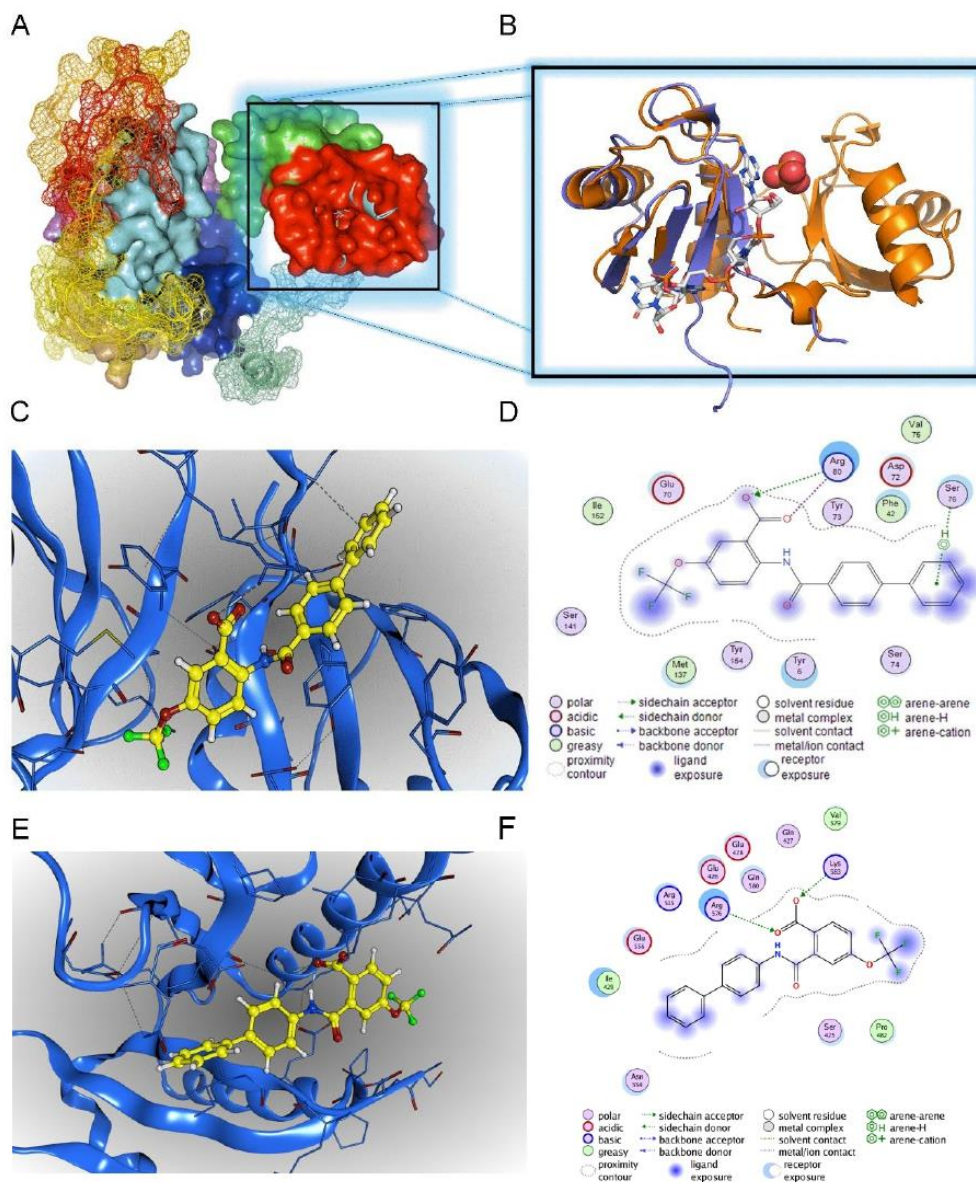 A
B
C
D
Val
Arg
80
Asp
72
Ser
76
Glu
70
Tyr
73
Phe
42
Ile
162
H
O
O
O
H
N
F
F
F
O
Ser
141
Met
137
Tyr
164
Tyr
6
Ser
74
polar
acidic
basic
greasy
proximity
contour
sidechain acceptor
sidechain donor
backbone acceptor
backbone donor
ligand
exposure
solvent residue
metal complex
solvent contact
metal/ion contact
receptor
exposure
arene-arene
H arene-H
+ arene-cation
E
F
Val
Gln
427
Glu
Lys
583
Glu
Gln
Arg
Arg
Glu
Ile
O
O
H
N
O
O
F
F
F
Ser
425
Pro
482
Asn
554
polar
acidic
basic
greasy
proximity
contour
sidechain acceptor
sidechain donor
backbone acceptor
backbone donor
ligand
exposure
solvent residue
metal complex
solvent contact
metal/ion contact
receptor
exposure
arene-arene
H arene-H
+ arene-cation